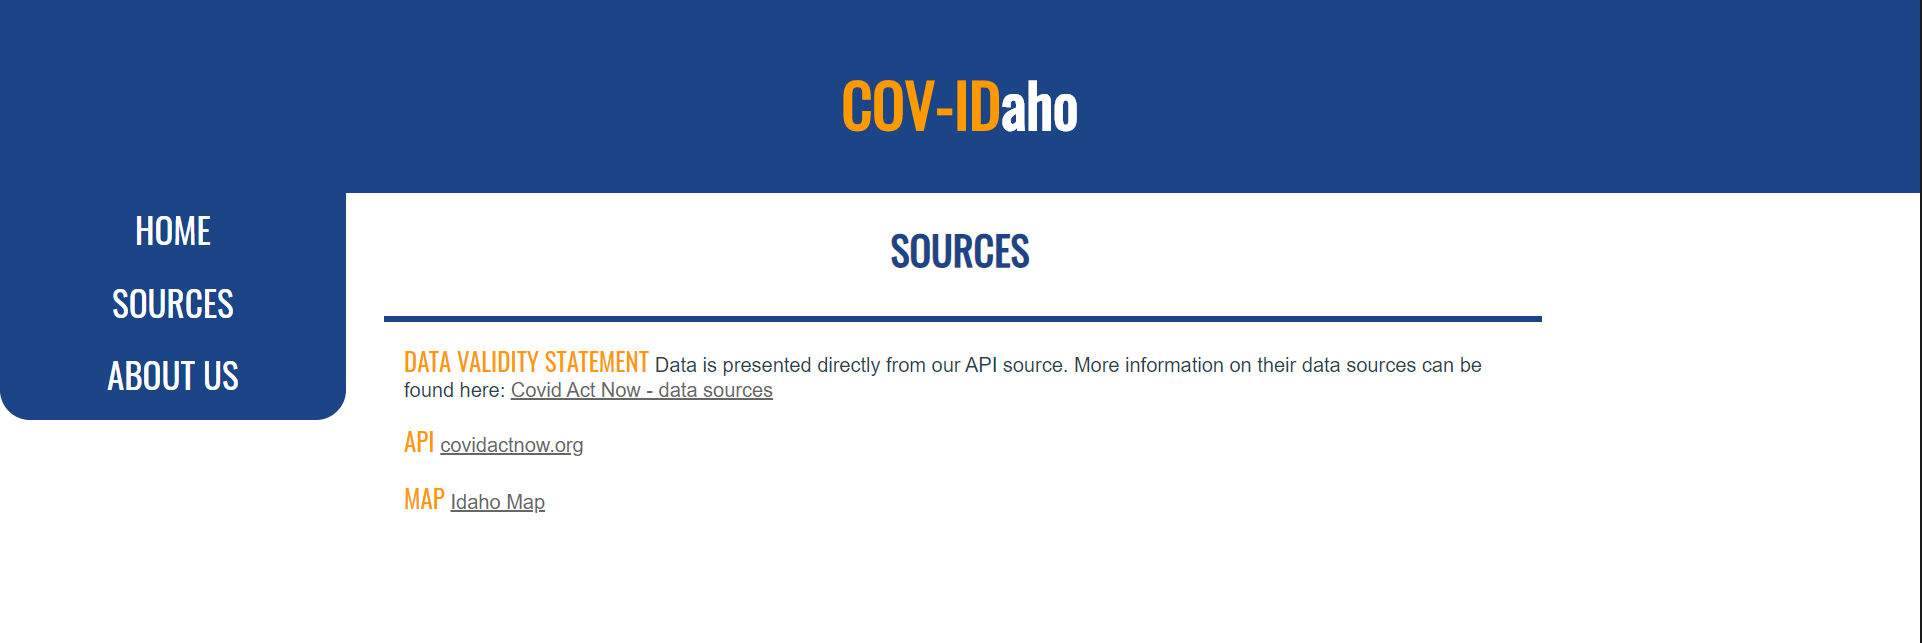 COV-IDaho
HOME
SOURCES
ABOUT US
SOURCES
DATA VALIDITY STATEMENT Data is presented directly from our API source. More information on their data sources can be
found here: Covid Act Now - data sources
API covidactnow.org
MAP Idaho Map